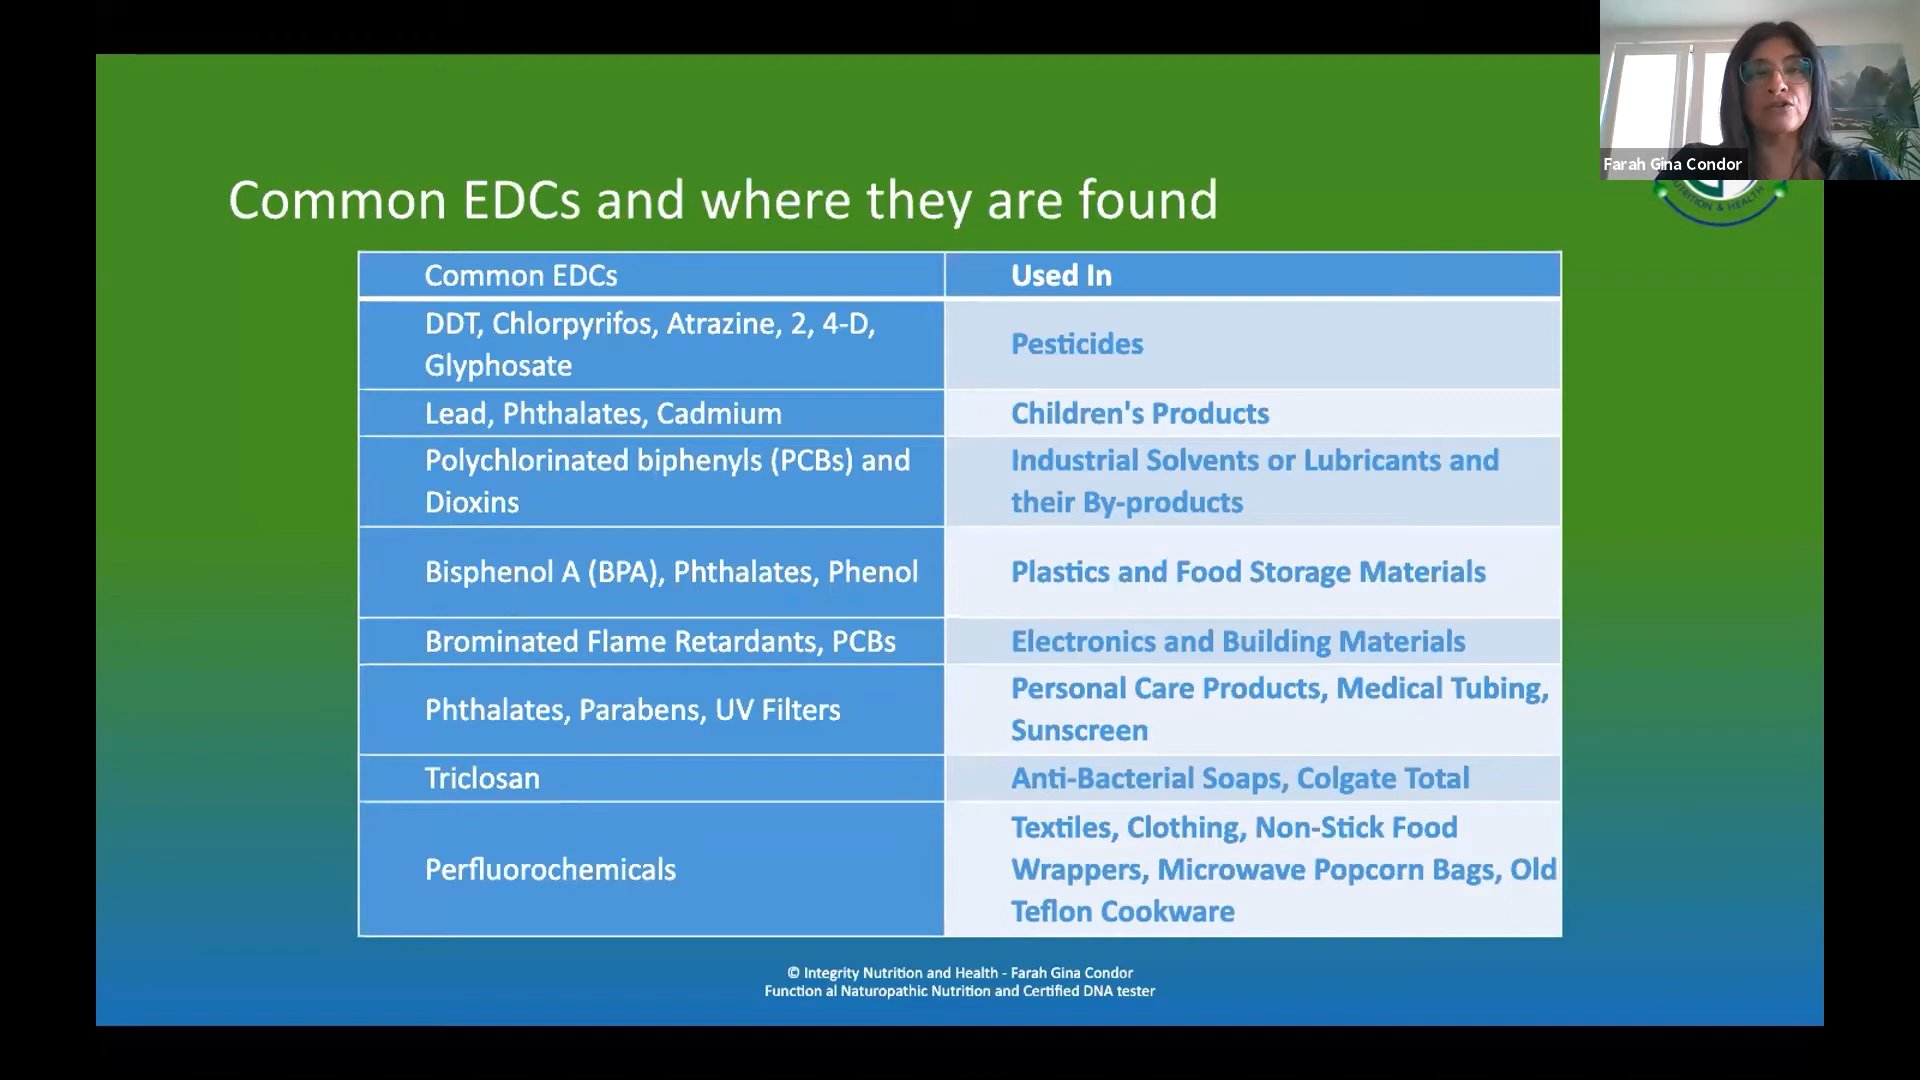 Farah Gina Condor
NUTRITION & HEALTH
Common EDCs and where they are found
Common EDCs
Used In
DDT, Chlorpyrifos, Atrazine, 2, 4-D,
Glyphosate
Pesticides
Lead, Phthalates, Cadmium
Children's Products
Polychlorinated biphenyls (PCBs) and
Dioxins
Industrial Solvents or Lubricants and
their By-products
Bisphenol A (BPA), Phthalates, Phenol
Plastics and Food Storage Materials
Brominated Flame Retardants, PCBs
Electronics and Building Materials
Phthalates, Parabens, UV Filters
Personal Care Products, Medical Tubing,
Sunscreen
Triclosan
Anti-Bacterial Soaps, Colgate Total
Perfluorochemicals
Textiles, Clothing, Non-Stick Food
Wrappers, Microwave Popcorn Bags, Old
Teflon Cookware
© Integrity Nutrition and Health - Farah Gina Condor
Function al Naturopathic Nutrition and Certified DNA tester